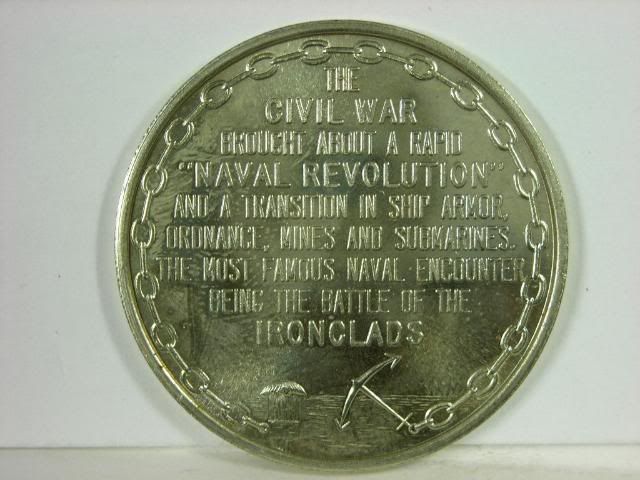 THE
CIVIL WAR
BROUGHT ABOUT A RAPID
"NAVAL REVOLUTION"
AND A TRANSITION IN SHIP ARMOR,
ORDNANCE, MINES AND SUBMARINES.
THE MOST FAMOUS NAVAL ENCOUNTER
BEING THE BATTLE OF THE
IRONCLADS